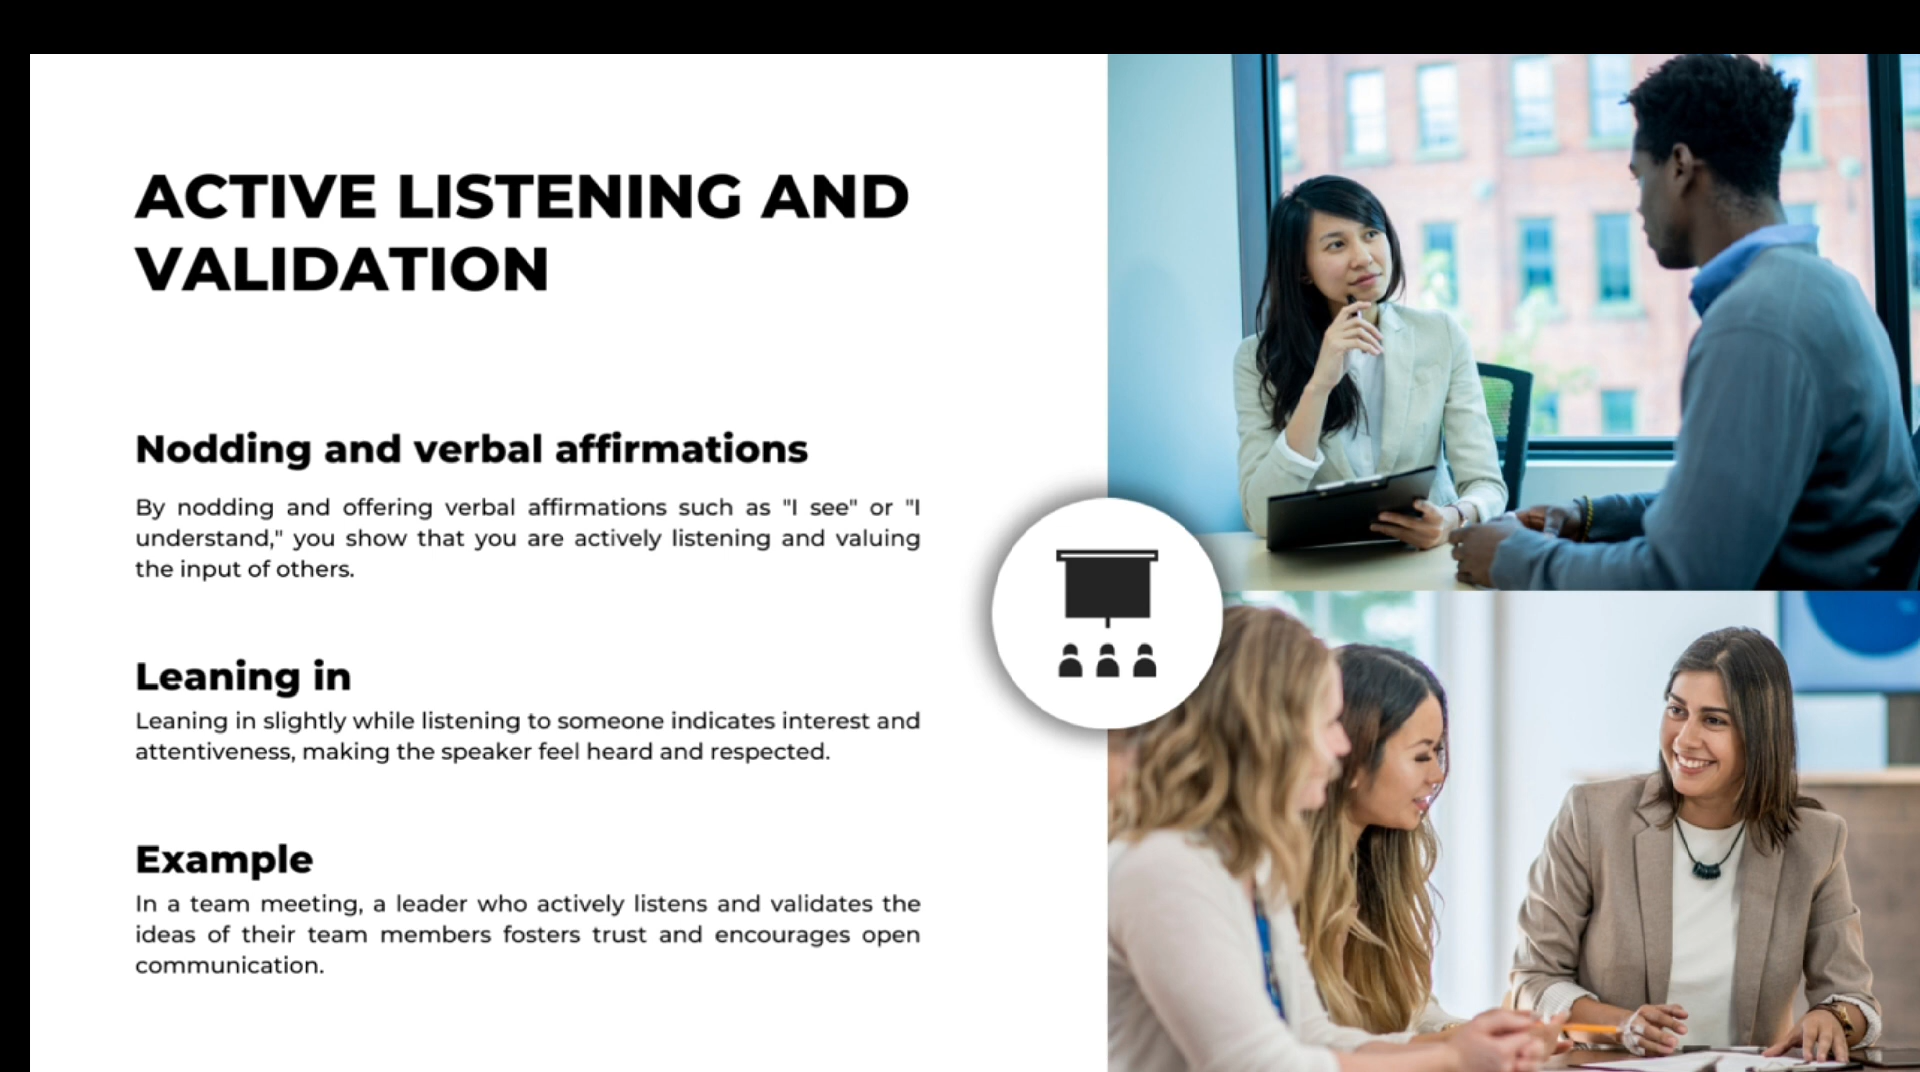 ACTIVE LISTENING AND
VALIDATION
Nodding and verbal affirmations
By nodding and offering verbal affirmations such as "I see" or "I
understand," you show that you are actively listening and valuing
the input of others.
Leaning in
Leaning in slightly while listening to someone indicates interest and
attentiveness, making the speaker feel heard and respected.
Example
In a team meeting, a leader who actively listens and validates the
ideas of their team members fosters trust and encourages open
communication.